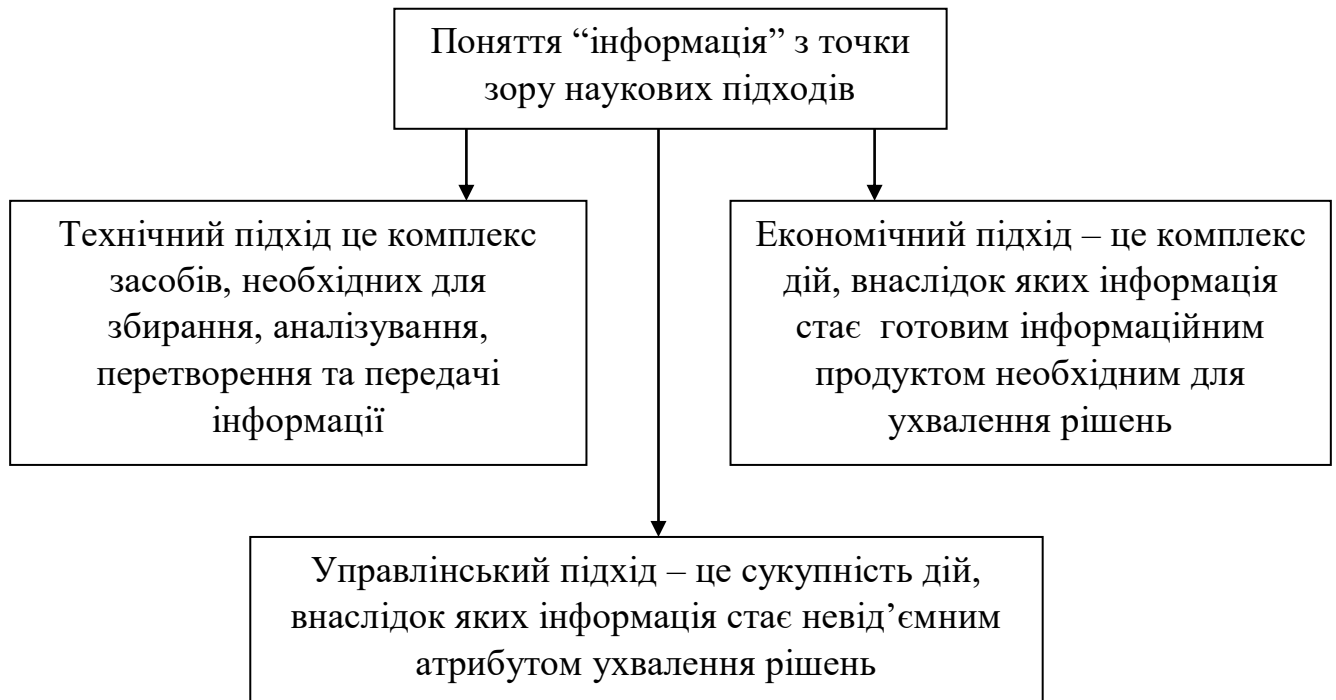 Поняття “інформація” з точки
зору наукових підходів
Технічний підхід це комплекс
засобів, необхідних для
збирання, аналізування,
перетворення та передачі
інформації
Економічний підхід – це комплекс
дій, внаслідок яких інформація
стає  готовим інформаційним
продуктом необхідним для
ухвалення рішень
Управлінський підхід – це сукупність дій,
внаслідок яких інформація стає невід’ємним
атрибутом ухвалення рішень